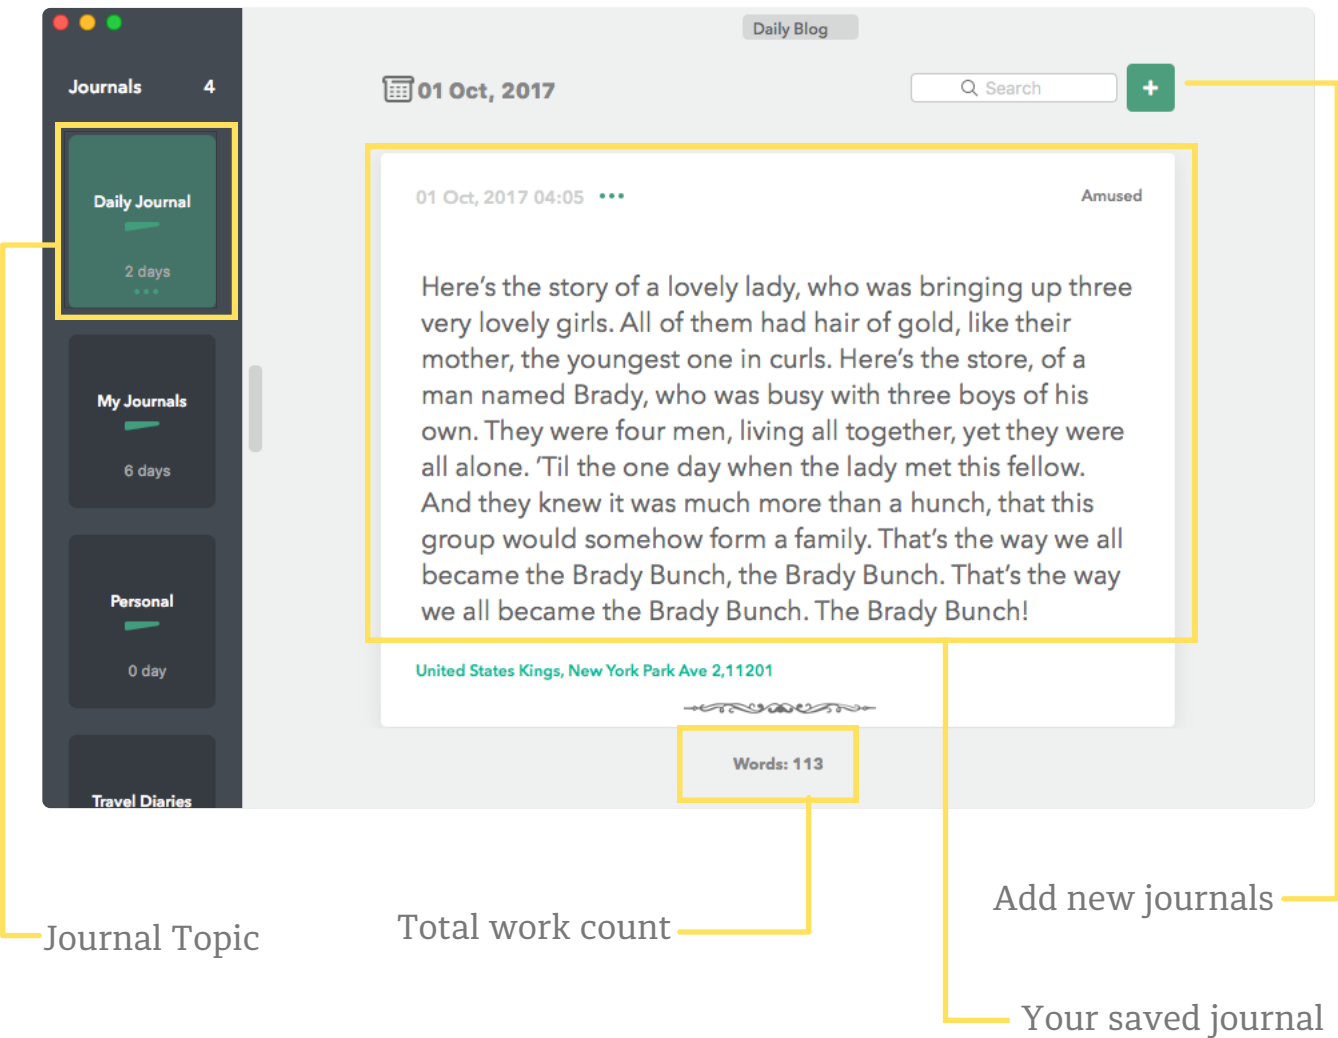 Daily Blog
Journals 4
01 Oct, 2017
Search
+
Daily Journal
2 days
My Journals
6 days
Personal
0 day
Travel Diaries
01 Oct, 2017 04:05 •••
Amused
Here’s the story of a lovely lady, who was bringing up three
very lovely girls. All of them had hair of gold, like their
mother, the youngest one in curls. Here’s the store, of a
man named Brady, who was busy with three boys of his
own. They were four men, living all together, yet they were
all alone. ’Til the one day when the lady met this fellow.
And they knew it was much more than a hunch, that this
group would somehow form a family. That’s the way we all
became the Brady Bunch, the Brady Bunch. That’s the way
we all became the Brady Bunch. The Brady Bunch!
United States Kings, New York Park Ave 2,11201
Words: 113
Add new journals
Total work count
Journal Topic
Your saved journal